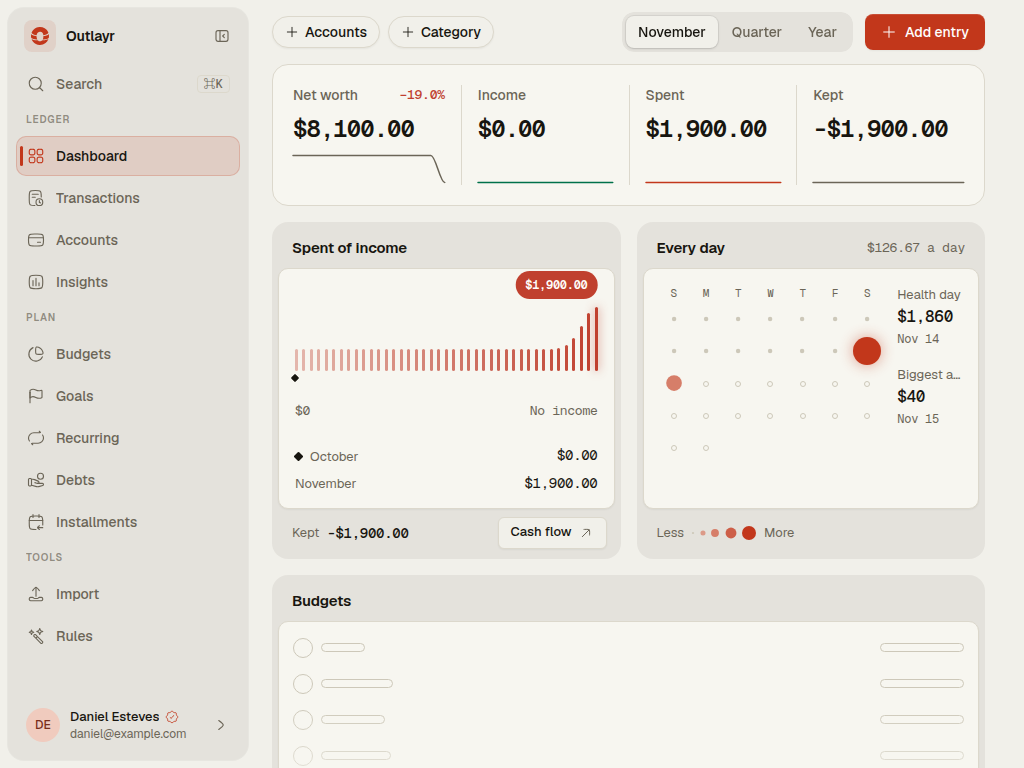 Outlayr
Search
⌘K
LEDGER
Dashboard
Transactions
Accounts
Insights
PLAN
Budgets
Goals
Recurring
Debts
Installments
TOOLS
Import
Rules
DE
Daniel Esteves
daniel@example.com
Accounts
Category
November
Quarter
Year
Add entry
Net worth
-19.0%
$8,100.00
Income
$0.00
Spent
$1,900.00
Kept
-$1,900.00
Spent of income
$1,900.00
$0
No income
October
$0.00
November
$1,900.00
Kept -$1,900.00
Cash flow
Every day
$126.67 a day
S M T W T F S
Health day
$1,860
Nov 14
Biggest a…
$40
Nov 15
Less
More
Budgets